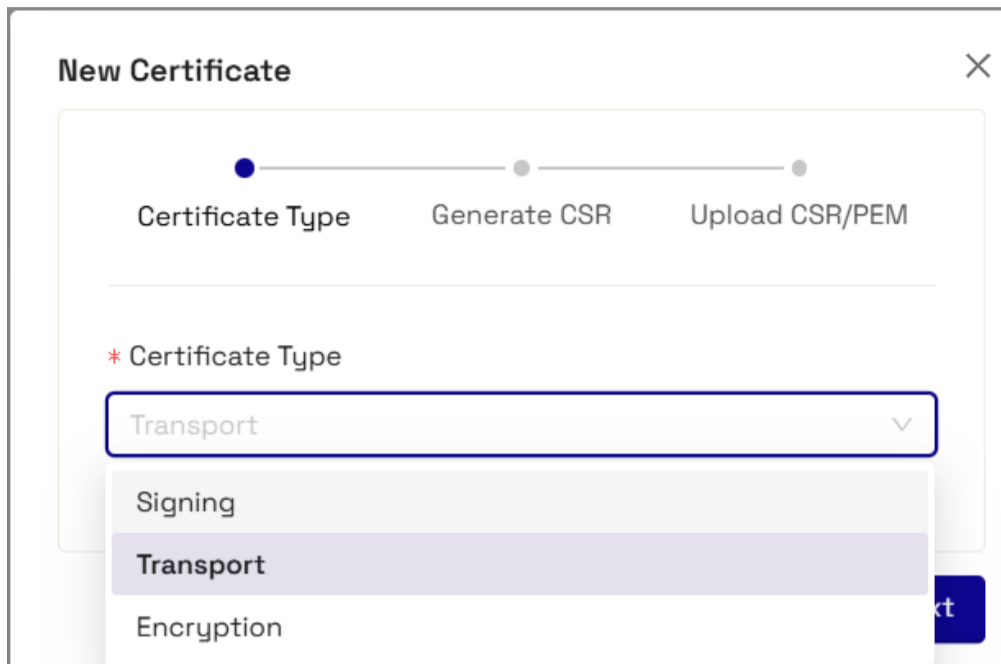 New Certificate
Certificate Type Generate CSR Upload CSR/PEM
* Certificate Type
Transport
Signing
Transport
Encryption